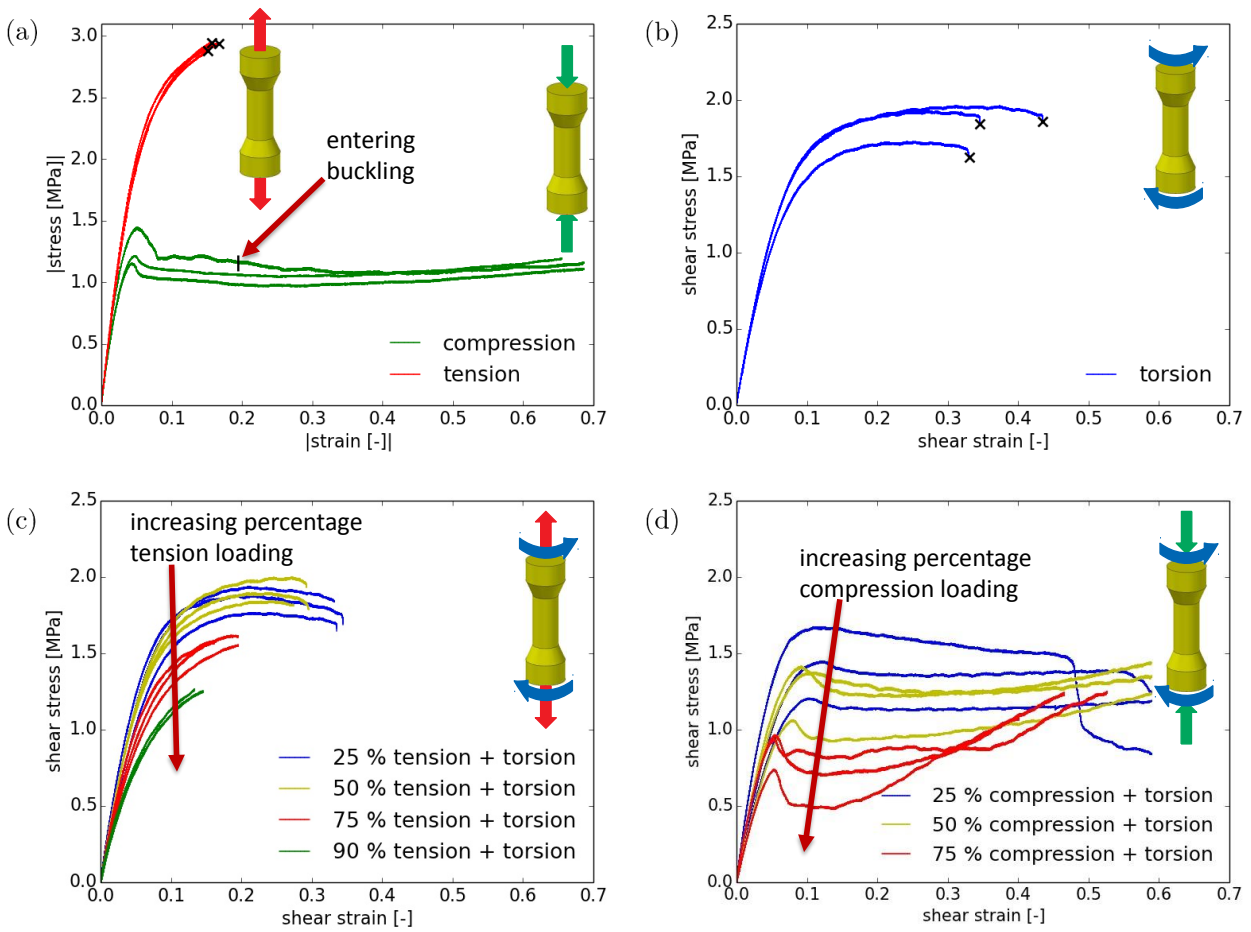 (a)
3.0
2.5
2.0
1.5
1.0
0.5
0.0
|stress [MPa]|
entering
buckling
compression
tension
0.0 0.1 0.2 0.3 0.4 0.5 0.6 0.7
|strain [-]|
(b)
2.5
2.0
1.5
1.0
0.5
0.0
shear stress [MPa]
torsion
0.0 0.1 0.2 0.3 0.4 0.5 0.6 0.7
shear strain [-]
(c)
2.5
2.0
1.5
1.0
0.5
0.0
shear stress [MPa]
increasing percentage
tension loading
25 % tension + torsion
50 % tension + torsion
75 % tension + torsion
90 % tension + torsion
0.0 0.1 0.2 0.3 0.4 0.5 0.6 0.7
shear strain [-]
(d)
2.5
2.0
1.5
1.0
0.5
0.0
shear stress [MPa]
increasing percentage
compression loading
25 % compression + torsion
50 % compression + torsion
75 % compression + torsion
0.0 0.1 0.2 0.3 0.4 0.5 0.6 0.7
shear strain [-]